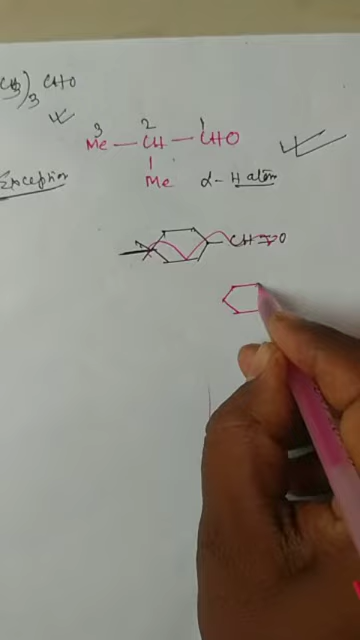 CH3)3 CHO
3 2 1
Me — CH — CHO
Me α - H atom
Exception
CH=O